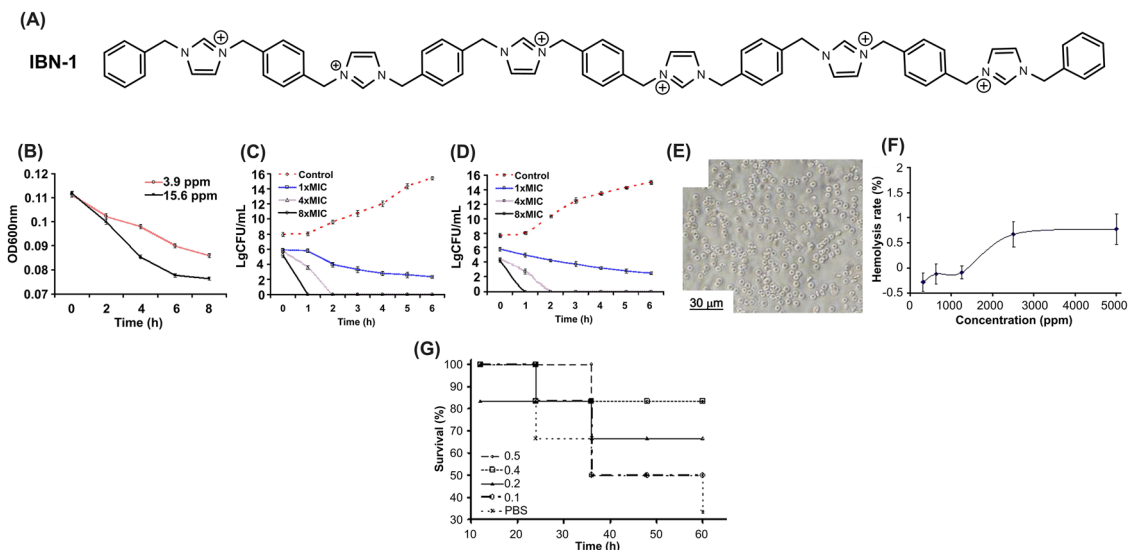 (A)
IBN-1
N
N
N
N
N
N
N
N
N
N
N
N
(B)
0.12
0.11
0.1
0.09
0.08
0.07
OD600nm
3.9 ppm
15.6 ppm
0 2 4 6 8
Time (h)
(C)
16
14
12
10
8
6
4
2
0
LgCFU/mL
Control
1xMIC
4xMIC
8xMIC
0 1 2 3 4 5 6
Time (h)
(D)
16
14
12
10
8
6
4
2
0
LgCFU/mL
Control
1xMIC
4xMIC
8xMIC
0 1 2 3 4 5 6
Time (h)
(E)
30 µm
(F)
2
1.5
1
0.5
0
-0.5
Hemolysis rate (%)
0 1000 2000 3000 4000 5000
Concentration (ppm)
(G)
100
90
80
70
60
50
40
30
Survival (%)
0.5
0.4
0.2
0.1
PBS
10 20 30 40 50 60
Time (h)